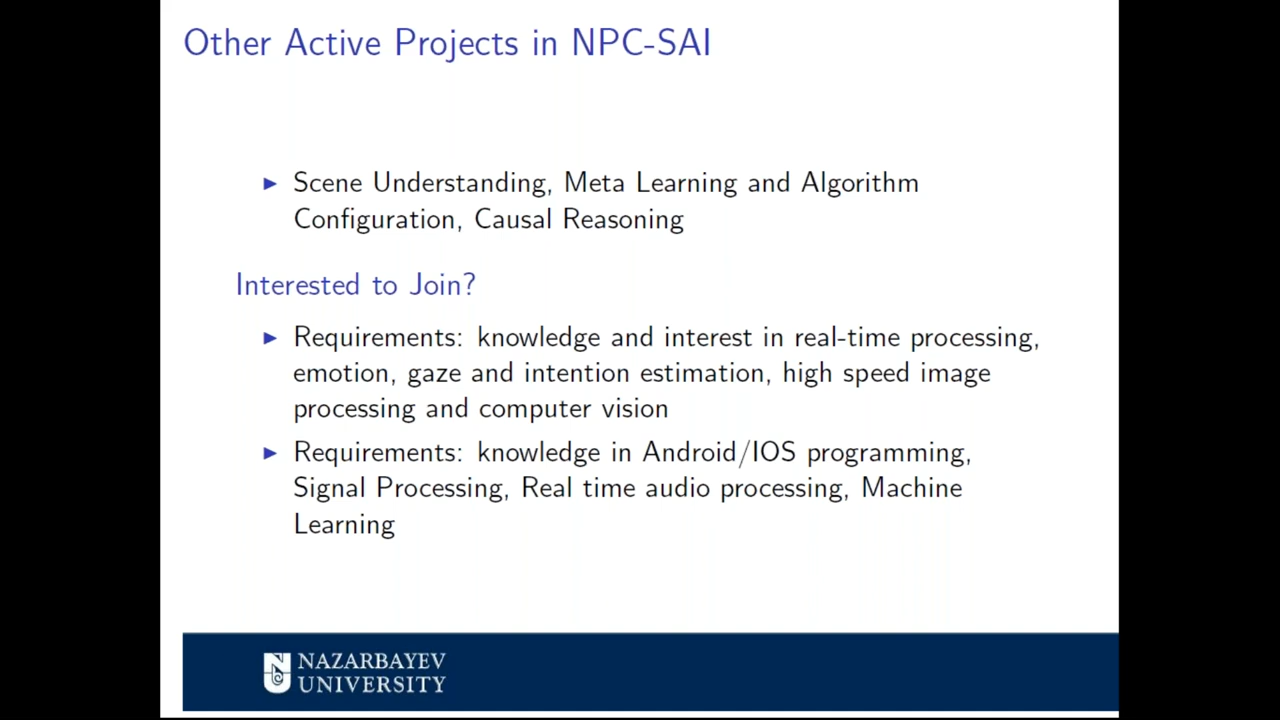 Other Active Projects in NPC-SAI
▶ Scene Understanding, Meta Learning and Algorithm
Configuration, Causal Reasoning
Interested to Join?
▶ Requirements: knowledge and interest in real-time processing,
emotion, gaze and intention estimation, high speed image
processing and computer vision
▶ Requirements: knowledge in Android/IOS programming,
Signal Processing, Real time audio processing, Machine
Learning
NAZARBAYEV
UNIVERSITY